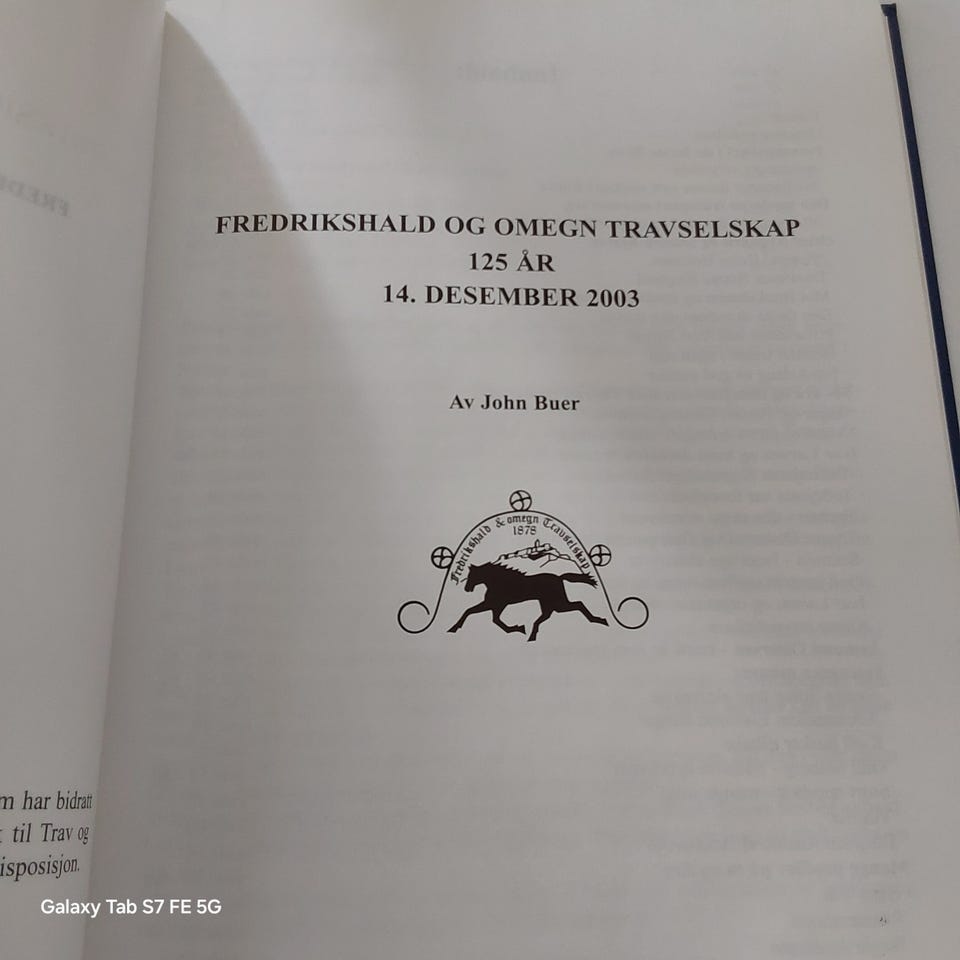 FREDRIKSHALD OG OMEGN TRAVSELSKAP
125 ÅR
14. DESEMBER 2003
Av John Buer
Fredrikshald & omegn Travselskap
1878
har bidratt
til Trav og
Galaxy Tab S7 FE 5G